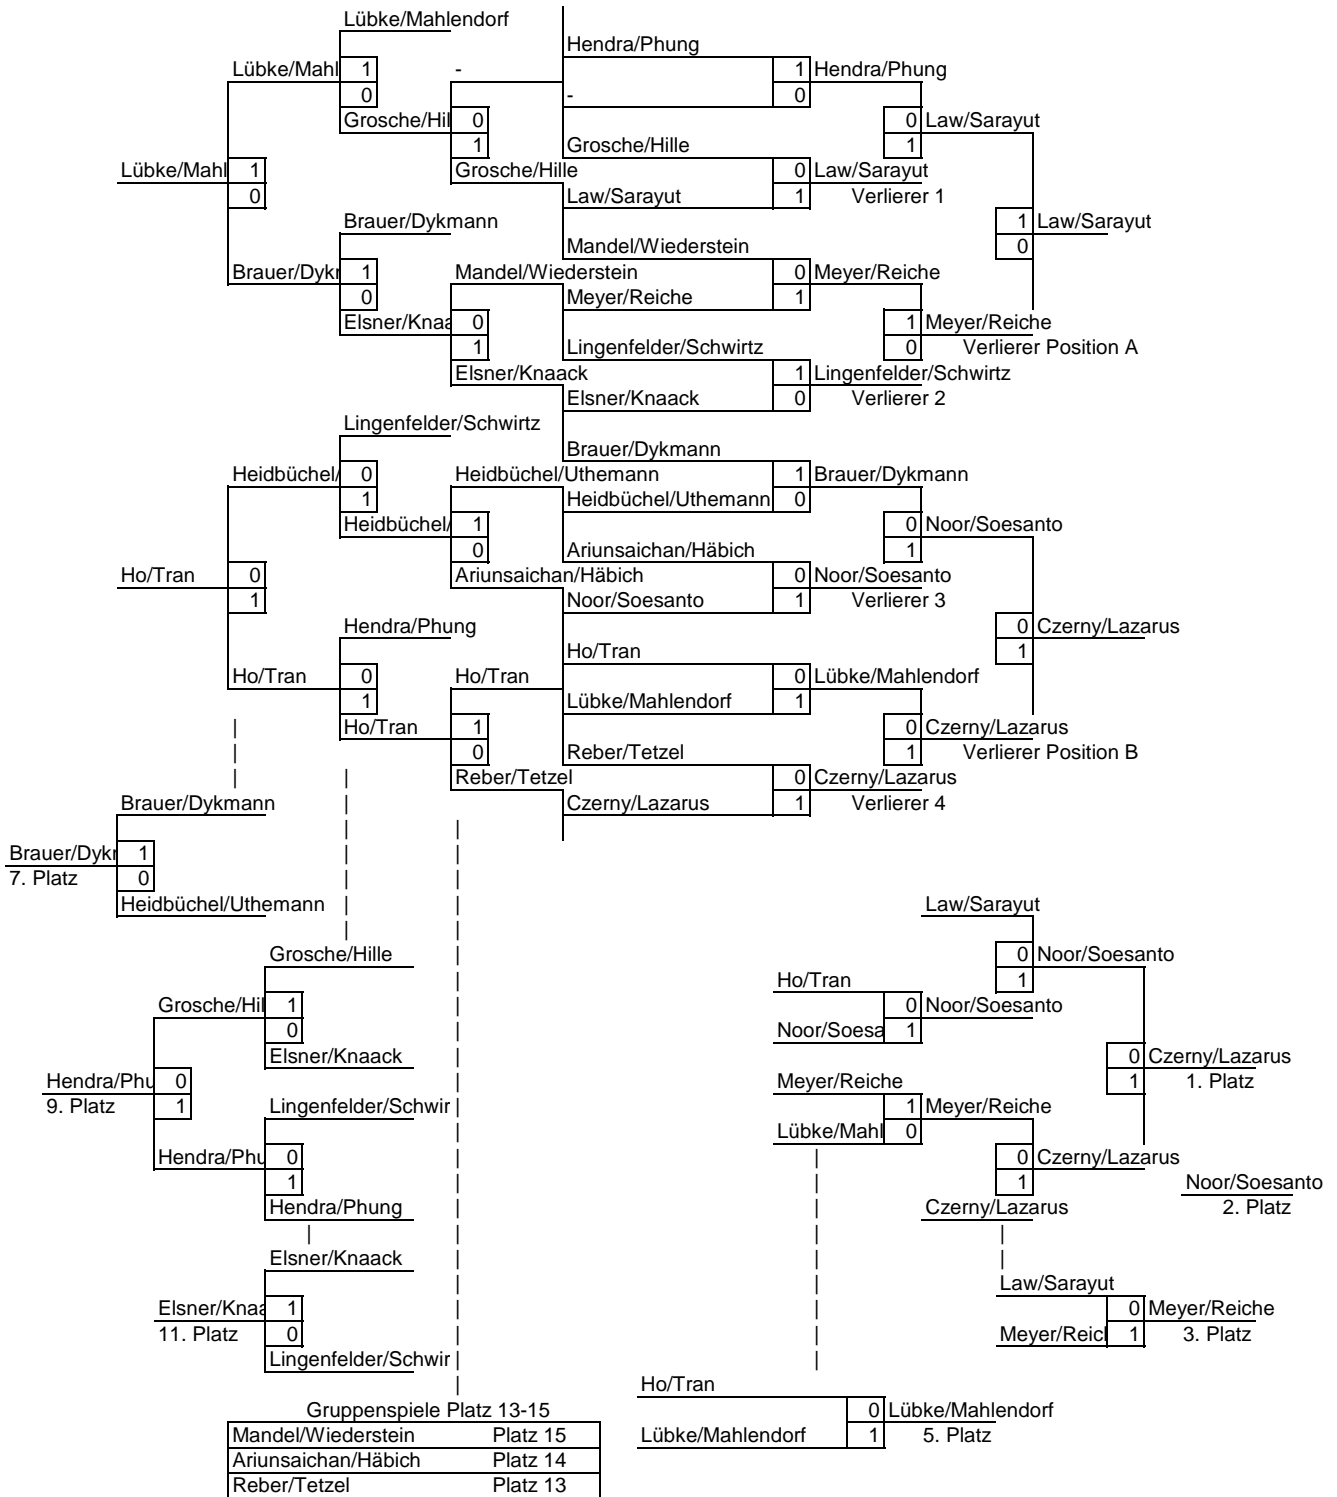 Lübke/Mahlendorf
Hendra/Phung
Lübke/Mahl 1 - 1 Hendra/Phung
0 - 0
Grosche/Hil 0 0 Law/Sarayut
1 Grosche/Hille 1
Lübke/Mahl 1 Grosche/Hille 0 Law/Sarayut
0 Law/Sarayut 1 Verlierer 1
Brauer/Dykmann 1 Law/Sarayut
Mandel/Wiederstein 0
Brauer/Dykr 1 Mandel/Wiederstein 0 Meyer/Reiche
0 Meyer/Reiche 1
Elsner/Knaa 0 1 Meyer/Reiche
1 Lingenfelder/Schwirtz 0 Verlierer Position A
Elsner/Knaack 1 Lingenfelder/Schwirtz
Elsner/Knaack 0 Verlierer 2
Lingenfelder/Schwirtz
Brauer/Dykmann
Heidbüchel/ 0 Heidbüchel/Uthemann 1 Brauer/Dykmann
1 Heidbüchel/Uthemann 0
Heidbüchel/ 1 0 Noor/Soesanto
0 Ariunsaichan/Häbich 1
Ho/Tran 0 Ariunsaichan/Häbich 0 Noor/Soesanto
1 Noor/Soesanto 1 Verlierer 3
Hendra/Phung 0 Czerny/Lazarus
Ho/Tran 1
Ho/Tran 0 Ho/Tran 0 Lübke/Mahlendorf
1 Lübke/Mahlendorf 1
Ho/Tran 1 0 Czerny/Lazarus
0 Reber/Tetzel 1 Verlierer Position B
Reber/Tetzel 0 Czerny/Lazarus
Brauer/Dykmann Czerny/Lazarus 1 Verlierer 4
Brauer/Dykr 1
7. Platz 0
Heidbüchel/Uthemann Law/Sarayut
Grosche/Hille 0 Noor/Soesanto
Ho/Tran 1
Grosche/Hil 1 0 Noor/Soesanto
0 Noor/Soesa 1
Elsner/Knaack 0 Czerny/Lazarus
Hendra/Phu 0 Meyer/Reiche 1 1. Platz
9. Platz 1 Lingenfelder/Schwir 1 Meyer/Reiche
Lübke/Mahl 0
Hendra/Phu 0 0 Czerny/Lazarus
1 1 Noor/Soesanto
Hendra/Phung Czerny/Lazarus 2. Platz
Elsner/Knaack
Law/Sarayut
Elsner/Knaa 1 0 Meyer/Reiche
11. Platz 0 Meyer/Reicl 1 3. Platz
Lingenfelder/Schwir
Ho/Tran
Gruppenspiele Platz 13-15 0 Lübke/Mahlendorf
Mandel/Wiederstein Platz 15 Lübke/Mahlendorf 1 5. Platz
Ariunsaichan/Häbich Platz 14
Reber/Tetzel Platz 13